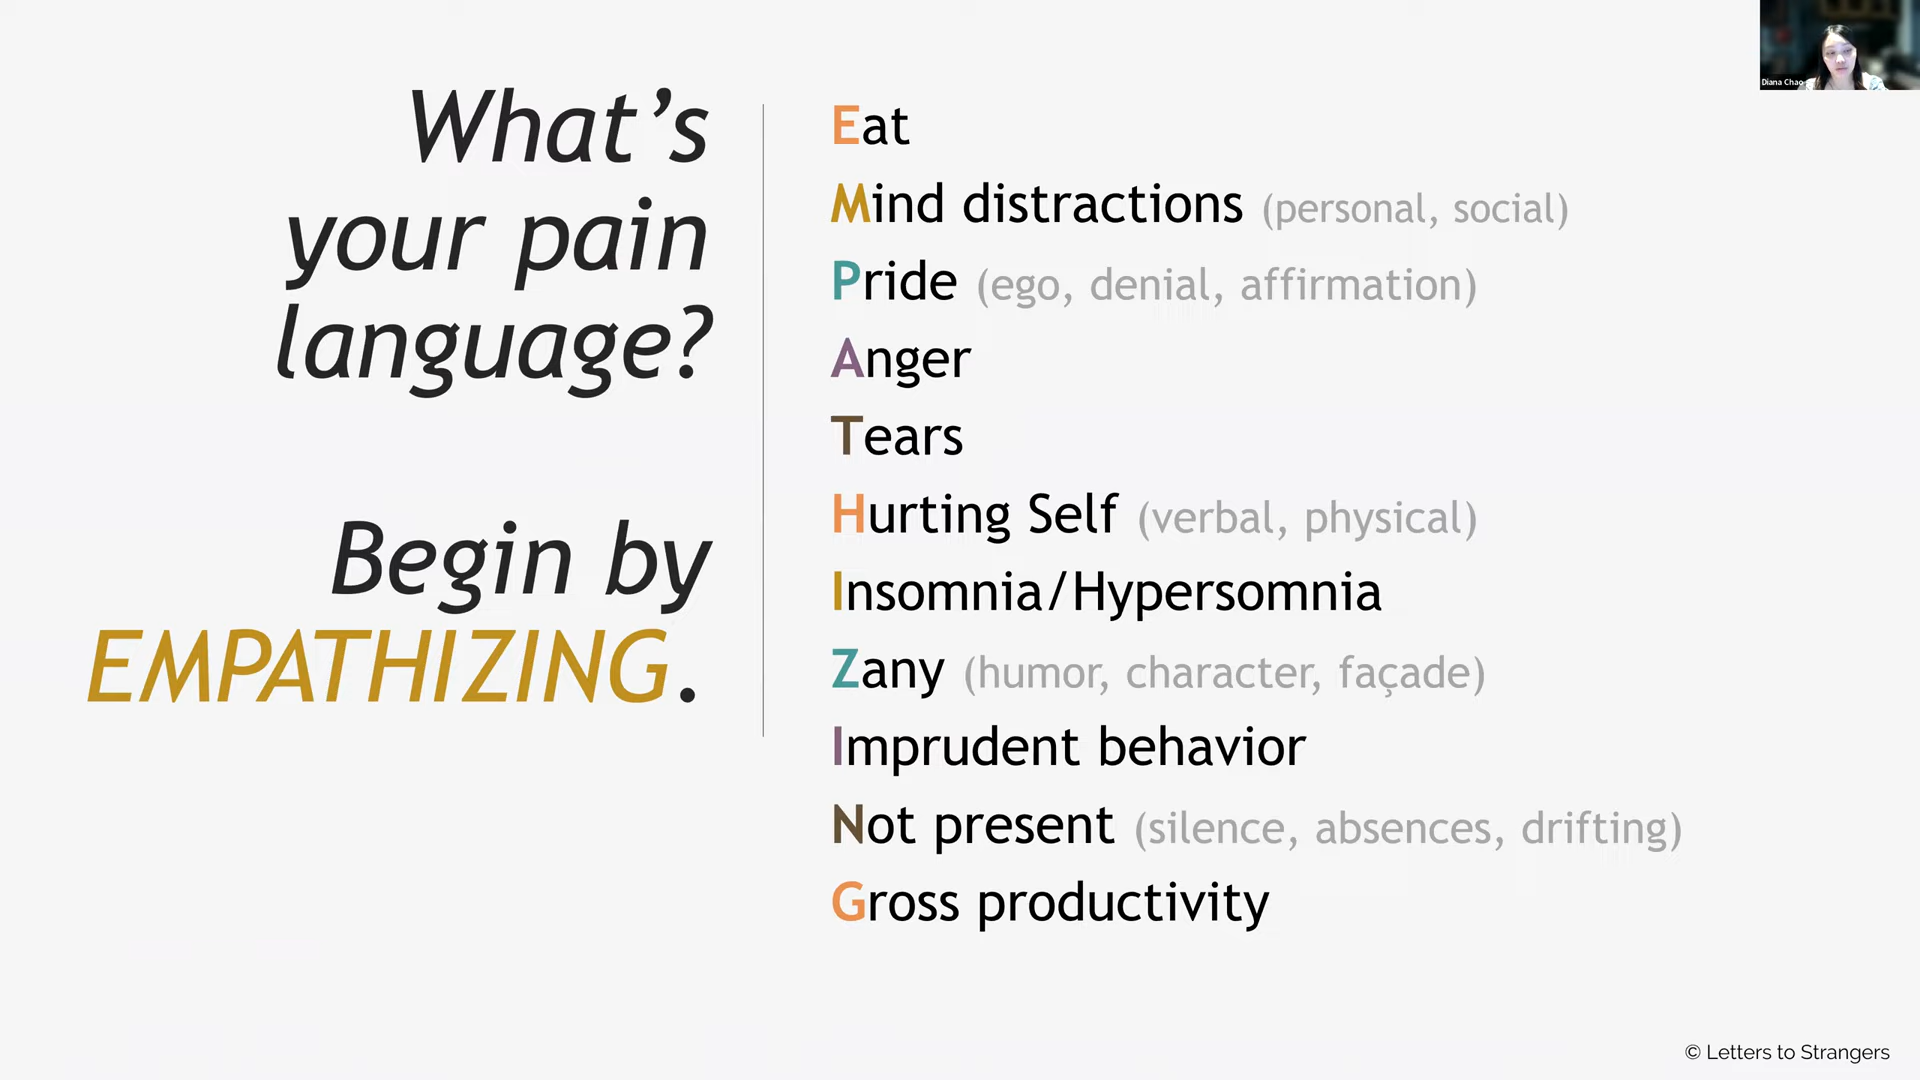 What’s
your pain
language?
Begin by
EMPATHIZING.
Eat
Mind distractions (personal, social)
Pride (ego, denial, affirmation)
Anger
Tears
Hurting Self (verbal, physical)
Insomnia/Hypersomnia
Zany (humor, character, façade)
Imprudent behavior
Not present (silence, absences, drifting)
Gross productivity
Diana Chao
© Letters to Strangers